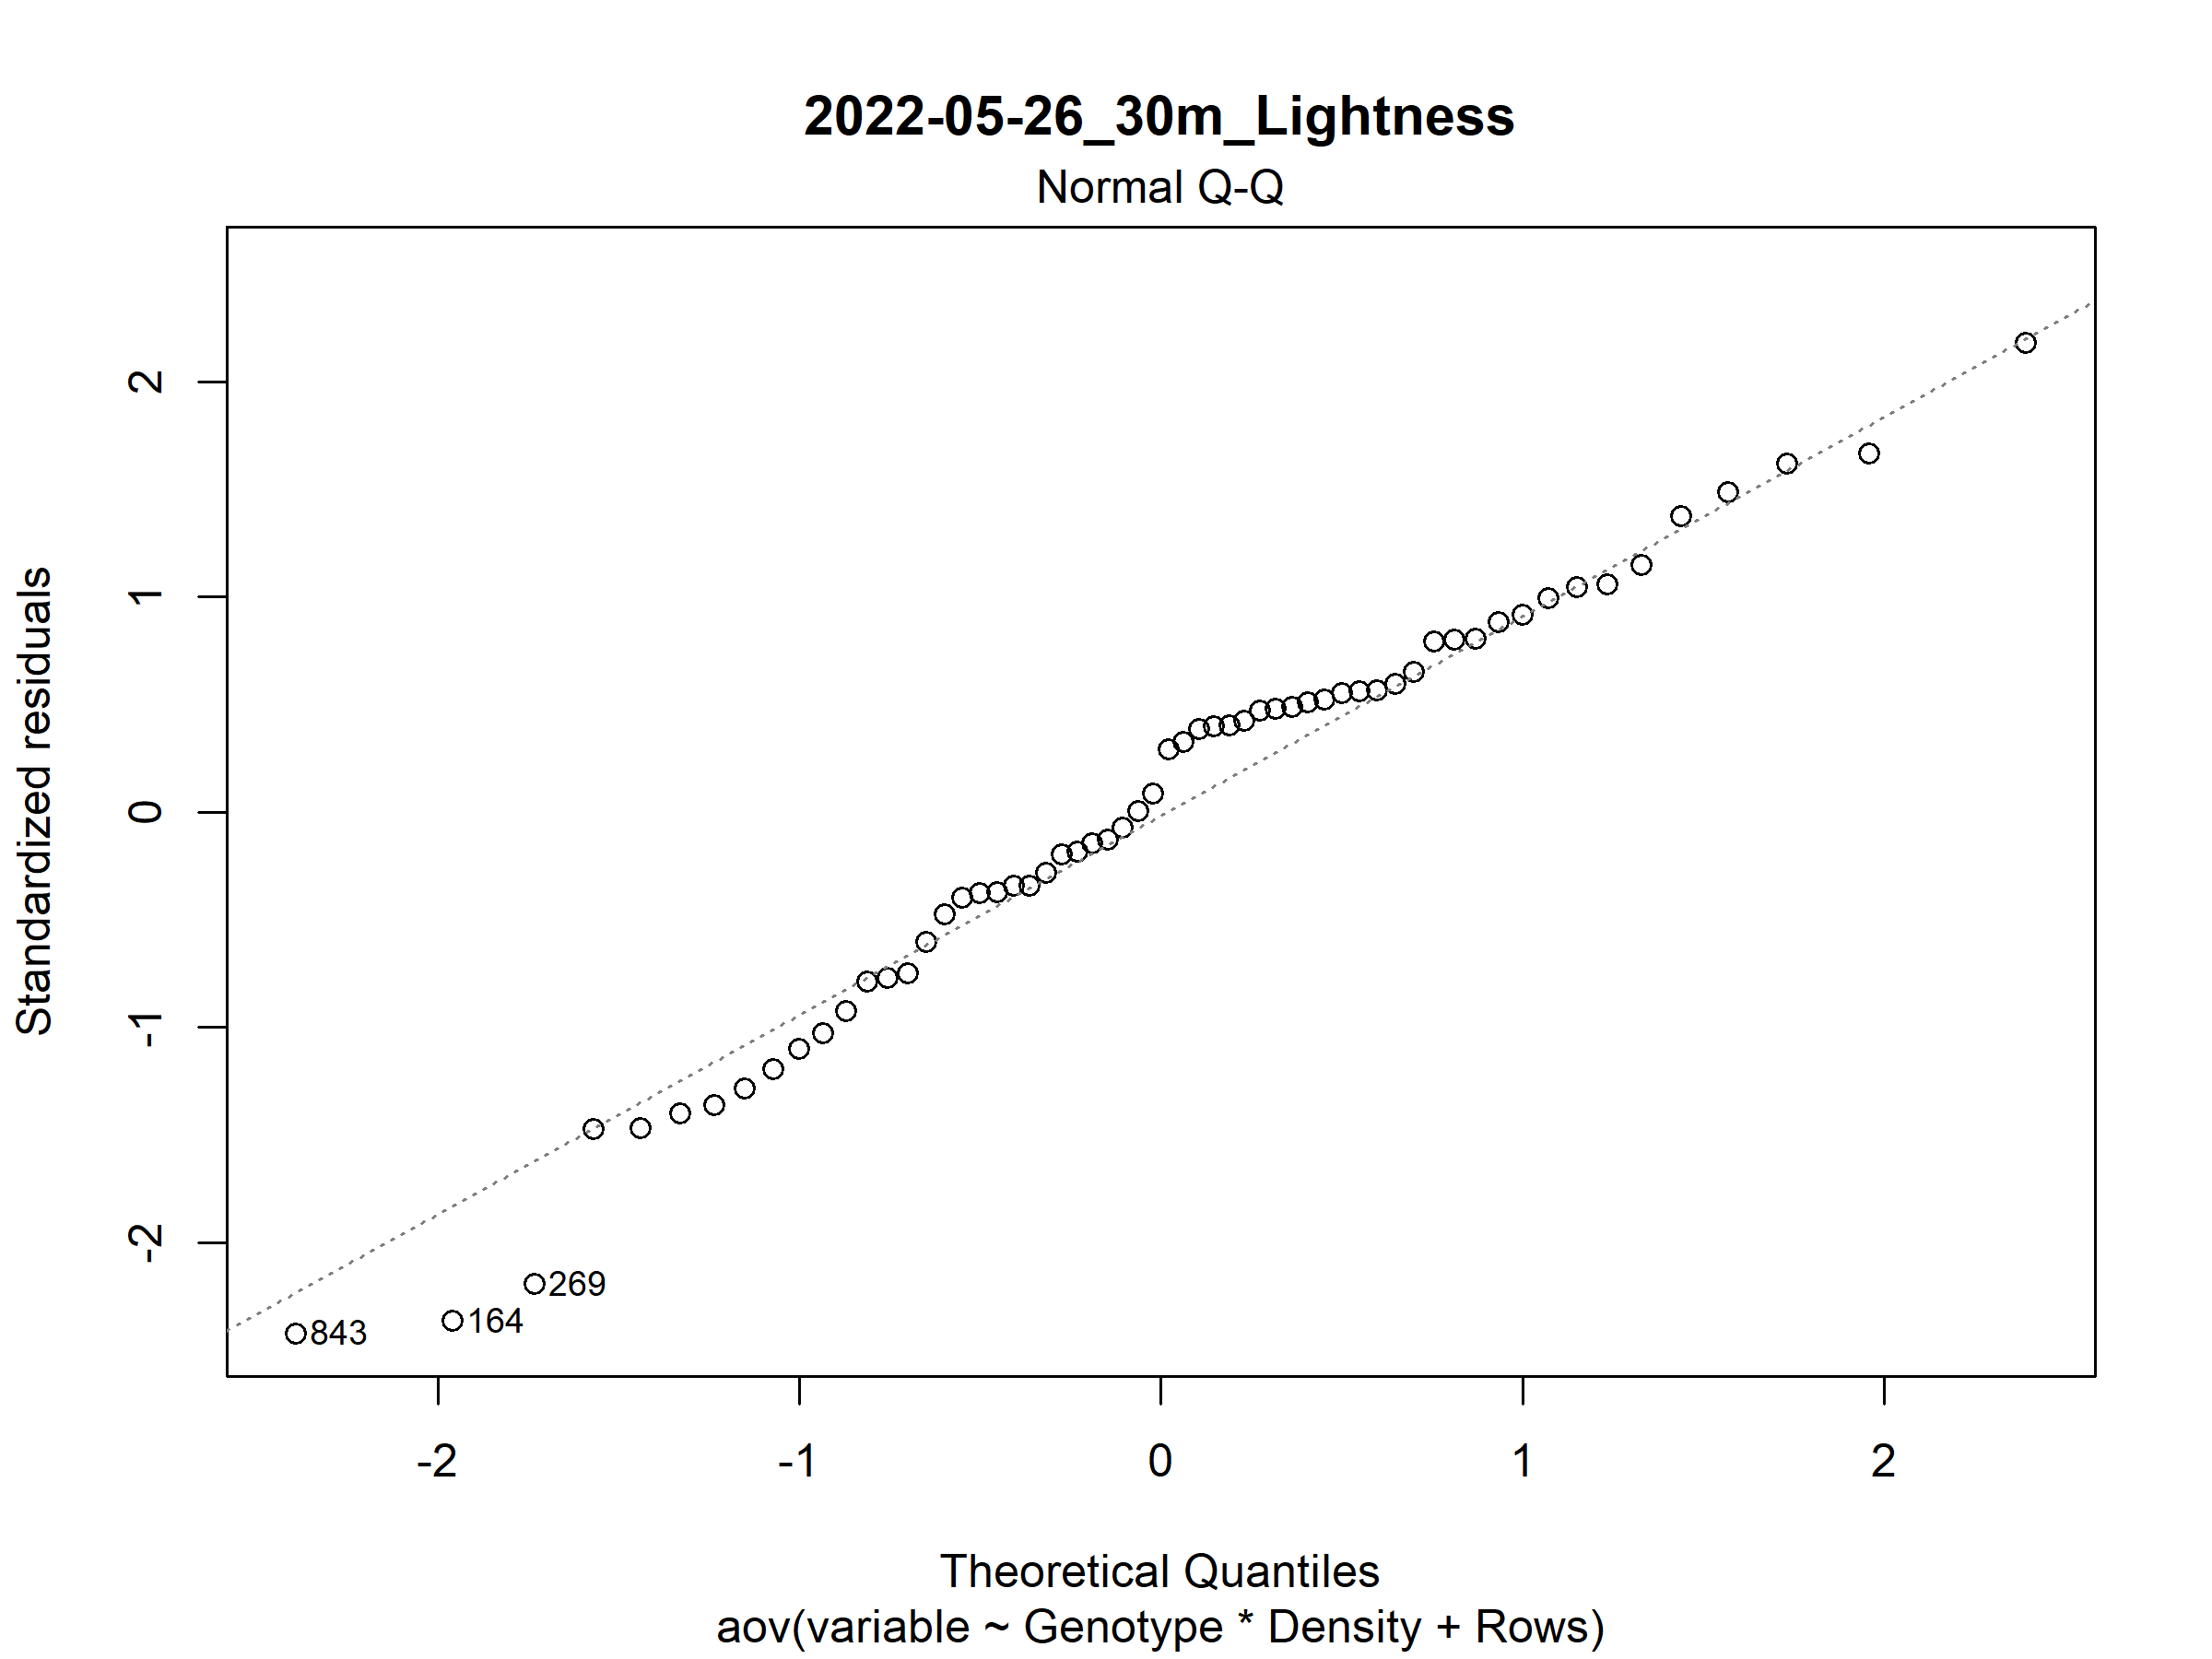 2022-05-26_30m_Lightness
Normal Q-Q
Standardized residuals
2
1
0
-1
-2
269
164
843
-2
-1
0
1
2
Theoretical Quantiles
aov(variable ~ Genotype * Density + Rows)